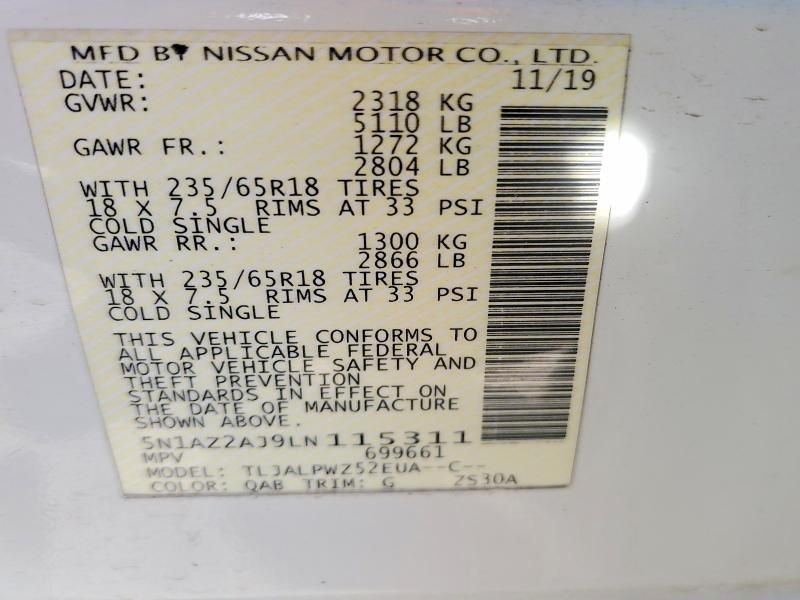 MFD BY NISSAN MOTOR CO., LTD.
DATE: 11/19
GVWR: 2318 KG
5110 LB
GAWR FR.: 1272 KG
2804 LB
WITH 235/65R18 TIRES
18 X 7.5 RIMS AT 33 PSI
COLD SINGLE
GAWR RR.: 1300 KG
2866 LB
WITH 235/65R18 TIRES
18 X 7.5 RIMS AT 33 PSI
COLD SINGLE
THIS VEHICLE CONFORMS TO
ALL APPLICABLE FEDERAL
MOTOR VEHICLE SAFETY AND
THEFT PREVENTION
STANDARDS IN EFFECT ON
THE DATE OF MANUFACTURE
SHOWN ABOVE.
5N1AZ2AJ9LN115311
MPV 699661
MODEL: TLJALPWZ52EUA--C--
COLOR: QAB TRIM: G ZS30A